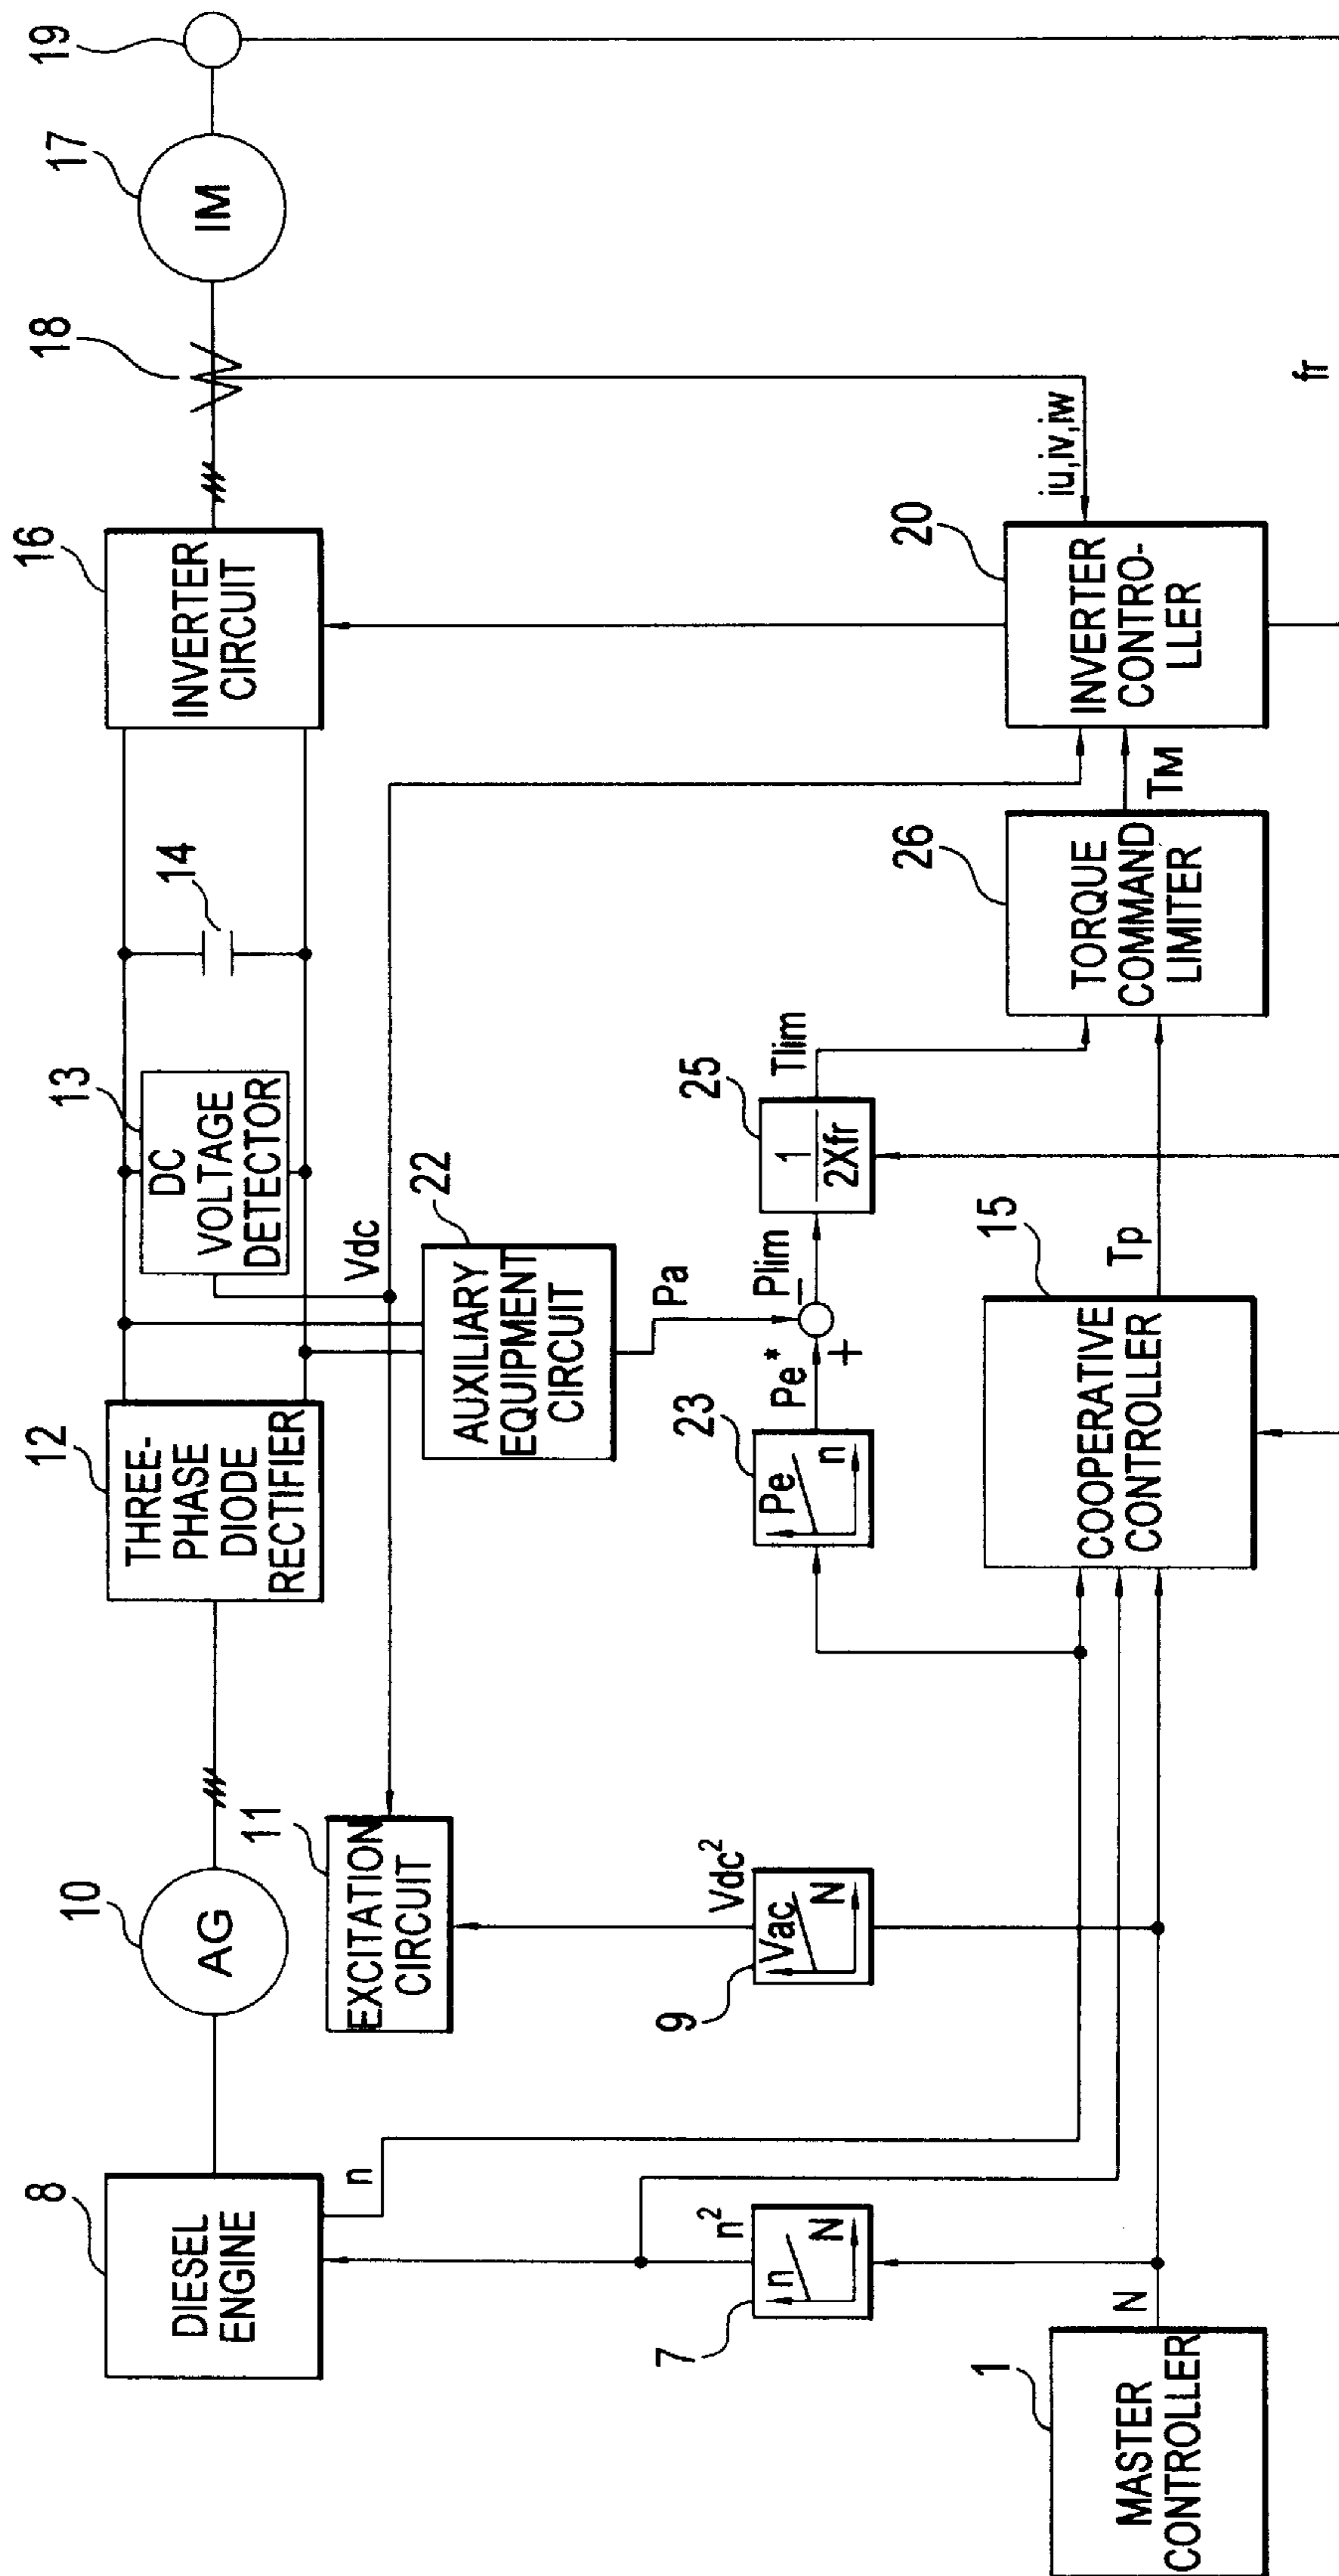 8
DIESEL
ENGINE
n
10
AG
11
EXCITATION
CIRCUIT
12
THREE-
PHASE
DIODE
RECTIFIER
13
DC
VOLTAGE
DETECTOR
Vdc
14
16
INVERTER
CIRCUIT
18
17
IM
19
22
AUXILIARY
EQUIPMENT
CIRCUIT
Pa
7
n
N
n²
9
Vac
N
Vdc²
23
Pe
n
Pe*
+
−
Plim
25
1
2Xfr
Tlim
1
MASTER
CONTROLLER
N
15
COOPERATIVE
CONTROLLER
Tp
26
TORQUE
COMMAND
LIMITER
TM
20
INVERTER
CONTRO-
LLER
iu,iv,iw
fr